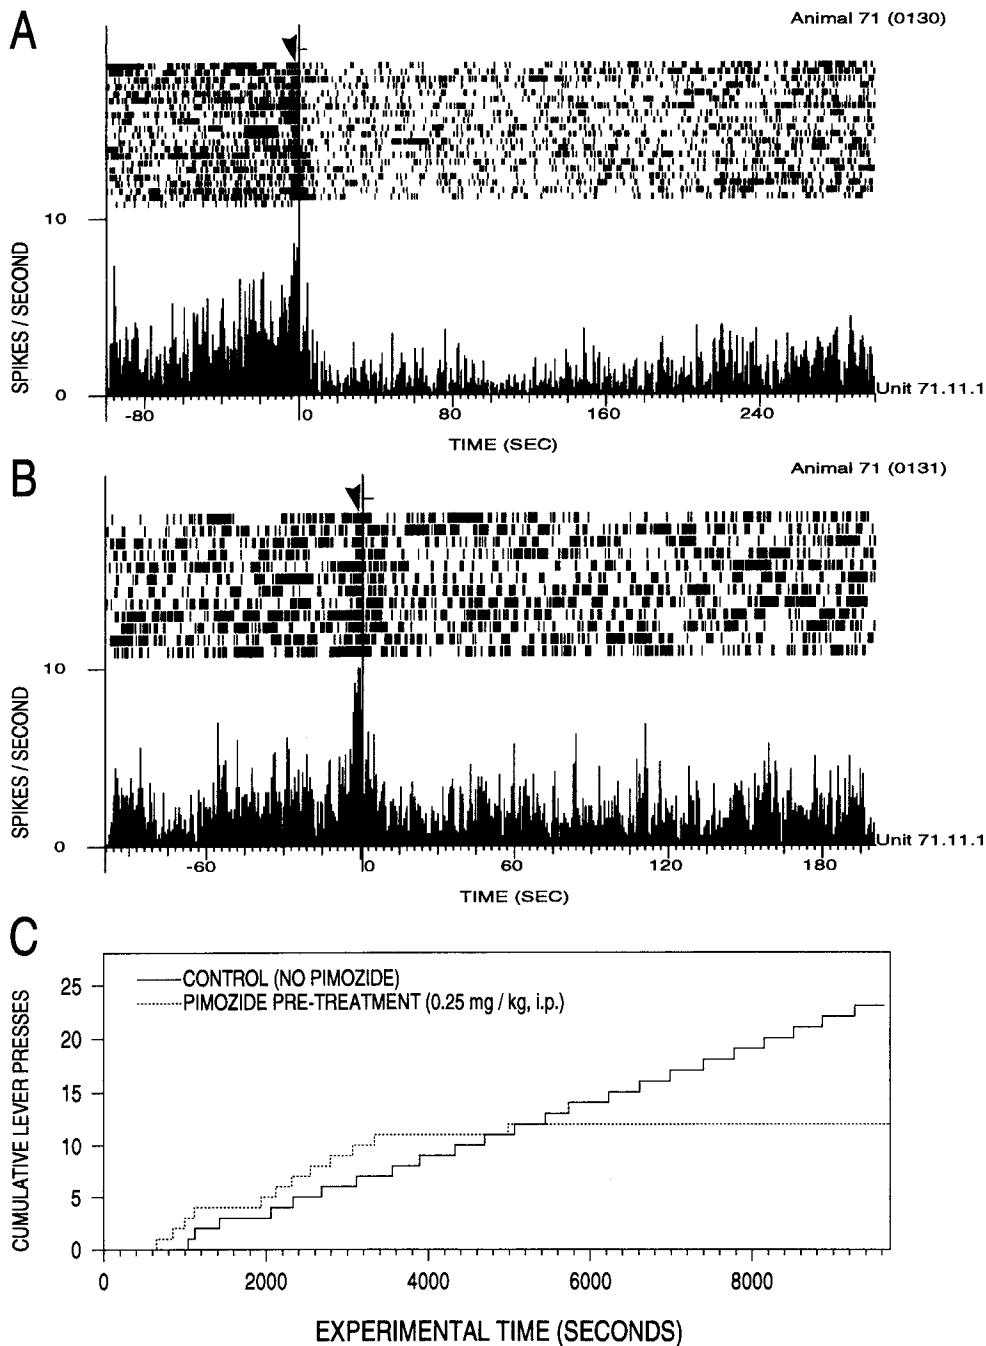 A
Animal 71 (0130)
10
SPIKES / SECOND
0
Unit 71.11.1
-80 0 80 160 240
TIME (SEC)
B
Animal 71 (0131)
10
SPIKES / SECOND
0
Unit 71.11.1
-60 0 60 120 180
TIME (SEC)
C
CONTROL (NO PIMOZIDE)
PIMOZIDE PRE-TREATMENT (0.25 mg / kg, i.p.)
CUMULATIVE LEVER PRESSES
25
20
15
10
5
0
0 2000 4000 6000 8000
EXPERIMENTAL TIME (SECONDS)